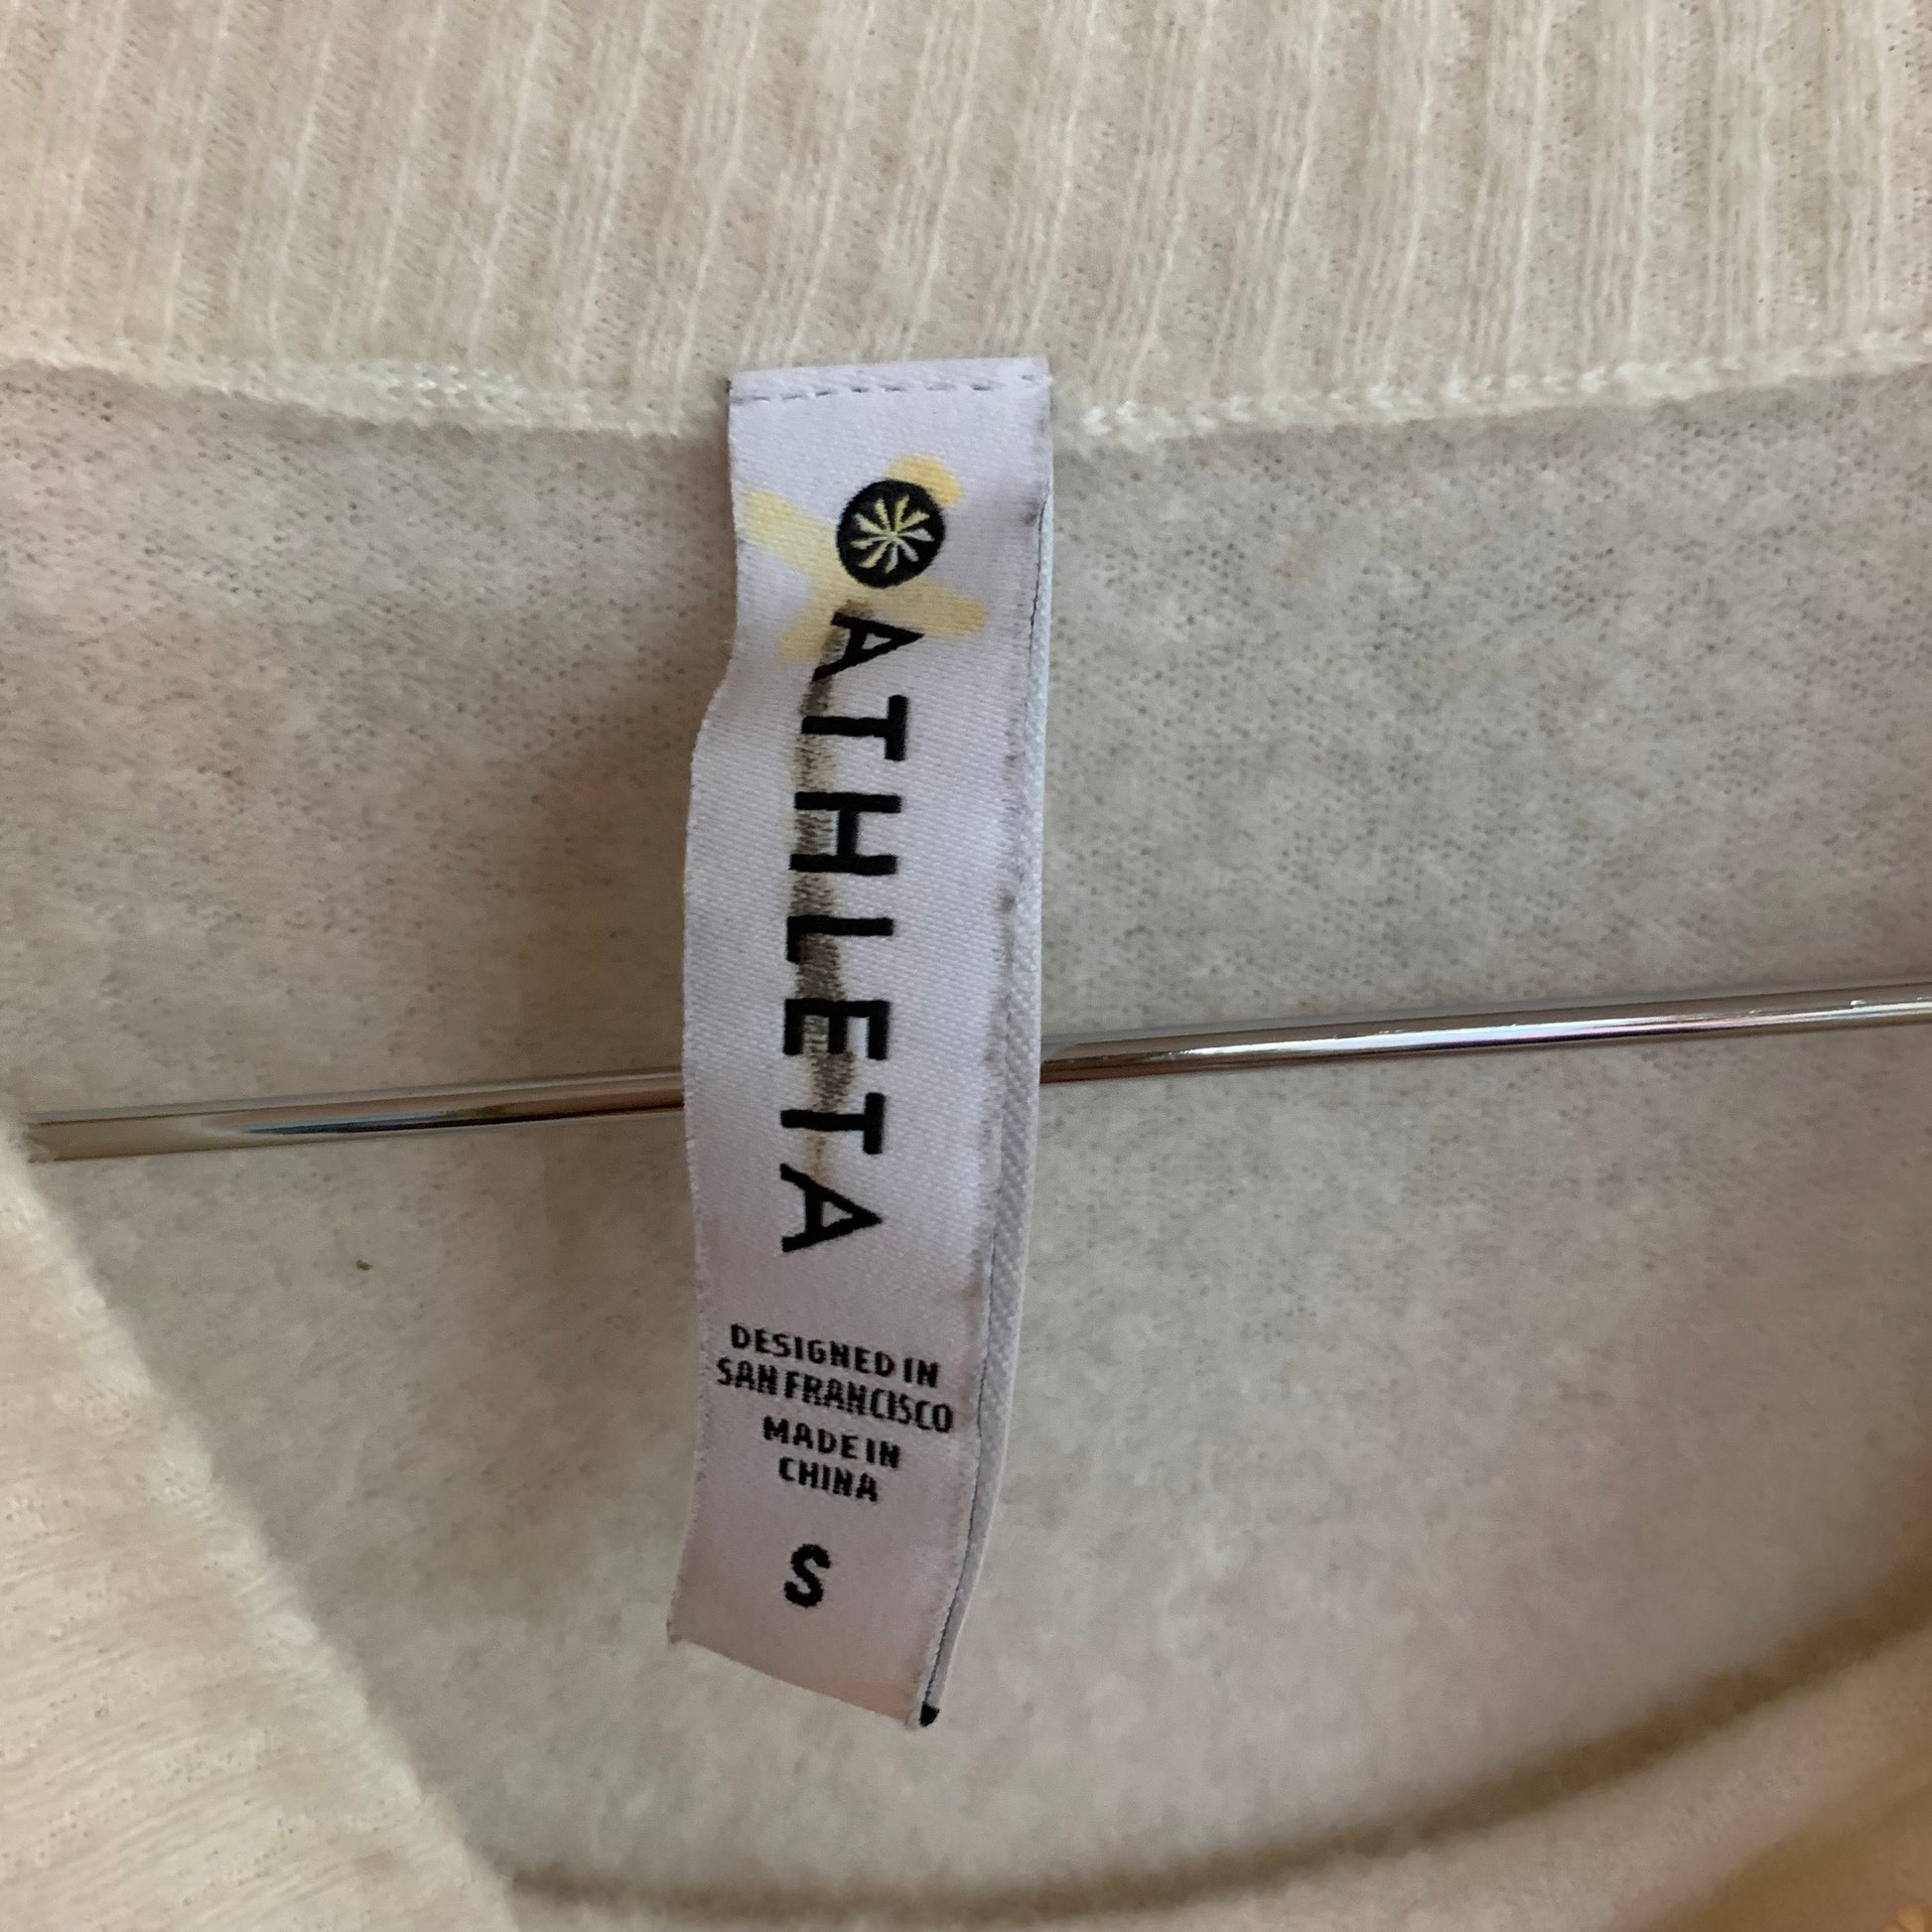 ATHLETA
DESIGNED IN
SAN FRANCISCO
MADE IN
CHINA
S